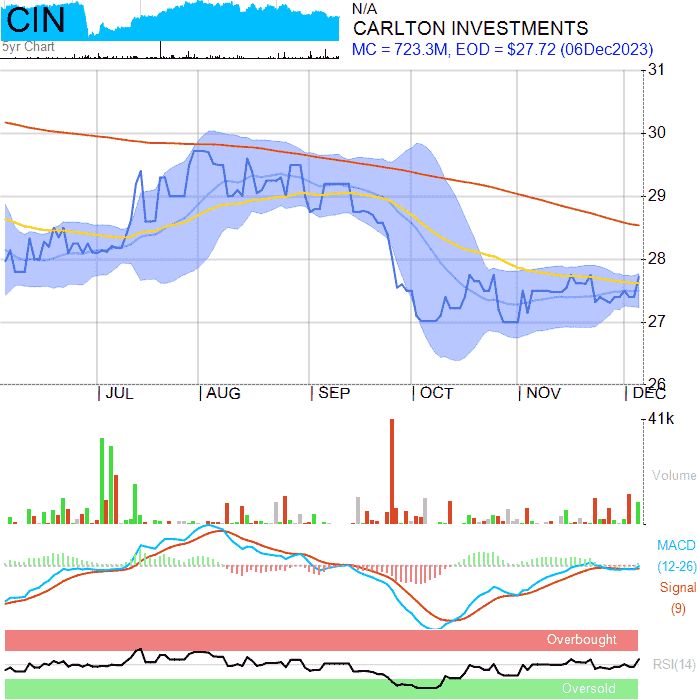 CIN
N/A
CARLTON INVESTMENTS
5yr Chart
MC = 723.3M, EOD = $27.72 (06Dec2023)
31
30
29
28
27
26
JUL AUG SEP OCT NOV DEC
41k
Volume
MACD
(12-26)
Signal
(9)
Overbought
RSI(14)
Oversold